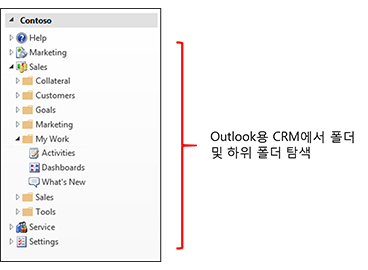 Contoso
Help
Marketing
Sales
Collateral
Customers
Goals
Marketing
My Work
Activities
Dashboards
What's New
Sales
Tools
Service
Settings
Outlook용 CRM에서 폴더
및 하위 폴더 탐색